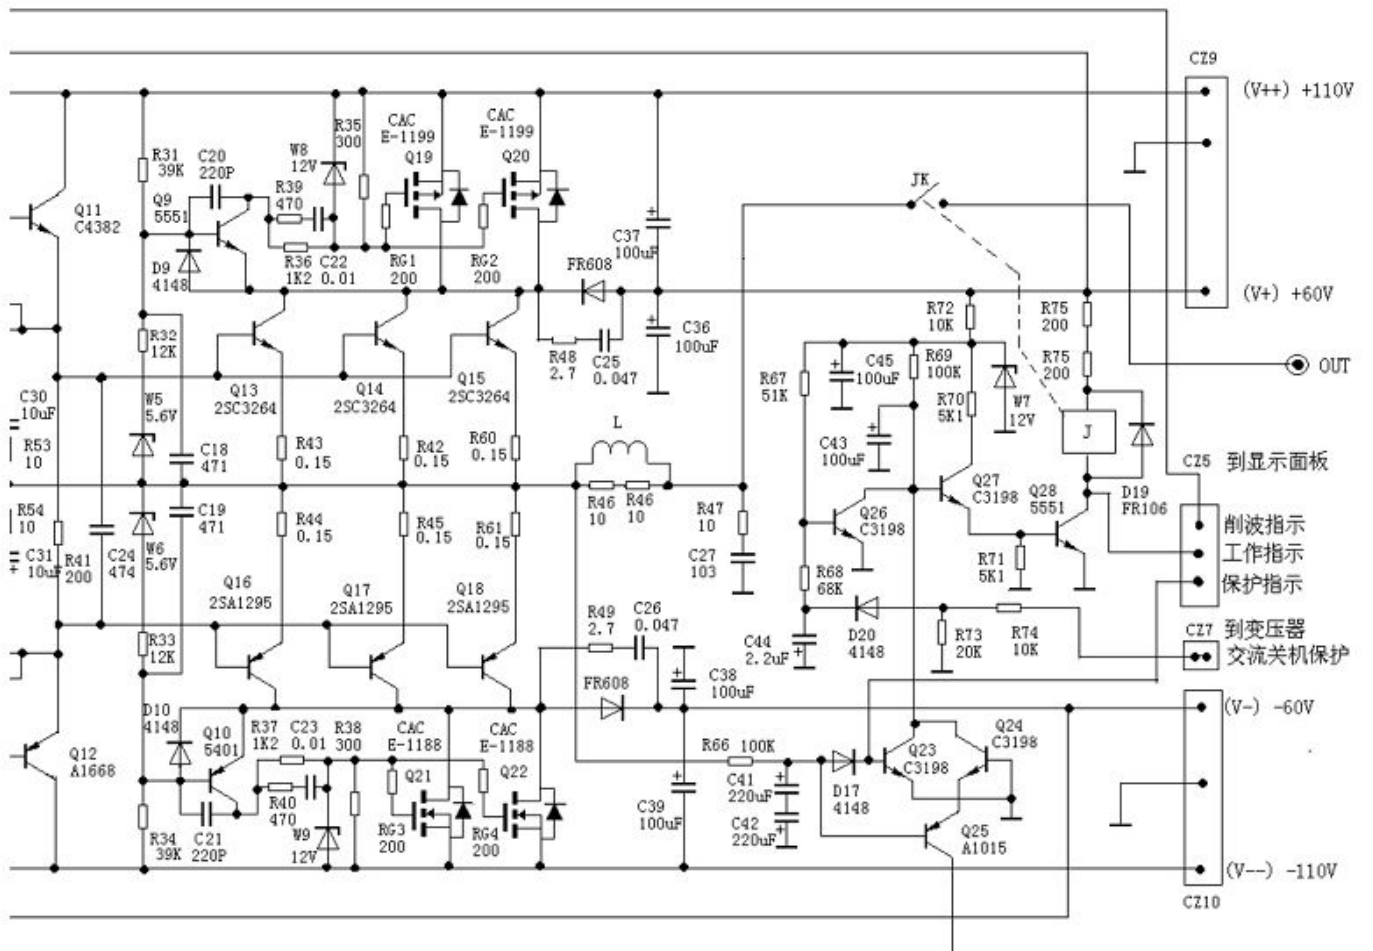 CZ9
(V++) +110V
R31
39K
C20
220P
W8
12V
R35
300
CAC
E-1199
Q19
CAC
E-1199
Q20
R39
470
Q9
5551
Q11
C4382
JK
D9
4148
R36
1K2
C22
0.01
RG1
200
RG2
200
FR608
C37
100uF
(V+) +60V
R32
12K
R48
2.7
C25
0.047
C36
100uF
R72
10K
R75
200
R75
200
OUT
C45
100uF
R69
100K
R67
51K
R70
5K1
W7
12V
Q13
2SC3264
Q14
2SC3264
Q15
2SC3264
C30
10uF
W5
5.6V
R53
10
C18
471
R43
0.15
R42
0.15
R60
0.15
L
C43
100uF
J
CZ5
到显示面板
Q27
C3198
Q28
5551
D19
FR106
R54
10
C19
471
R44
0.15
R45
0.15
R61
0.15
R46
10
R46
10
R47
10
Q26
C3198
削波指示
工作指示
保护指示
C31
10uF
R41
200
C24
474
W6
5.6V
C27
103
R71
5K1
R68
68K
Q16
2SA1295
Q17
2SA1295
Q18
2SA1295
R49
2.7
C26
0.047
R33
12K
C44
2.2uF
D20
4148
R73
20K
R74
10K
CZ7
到变压器
交流关机保护
FR608
C38
100uF
D10
4148
Q10
5401
R37
1K2
C23
0.01
R38
300
CAC
E-1188
CAC
E-1188
(V-) -60V
Q12
A1668
Q21
Q22
R66
100K
Q23
C3198
Q24
C3198
C41
220uF
D17
4148
R40
470
W9
12V
C39
100uF
C42
220uF
R34
39K
C21
220P
RG3
200
RG4
200
Q25
A1015
(V--) -110V
CZ10